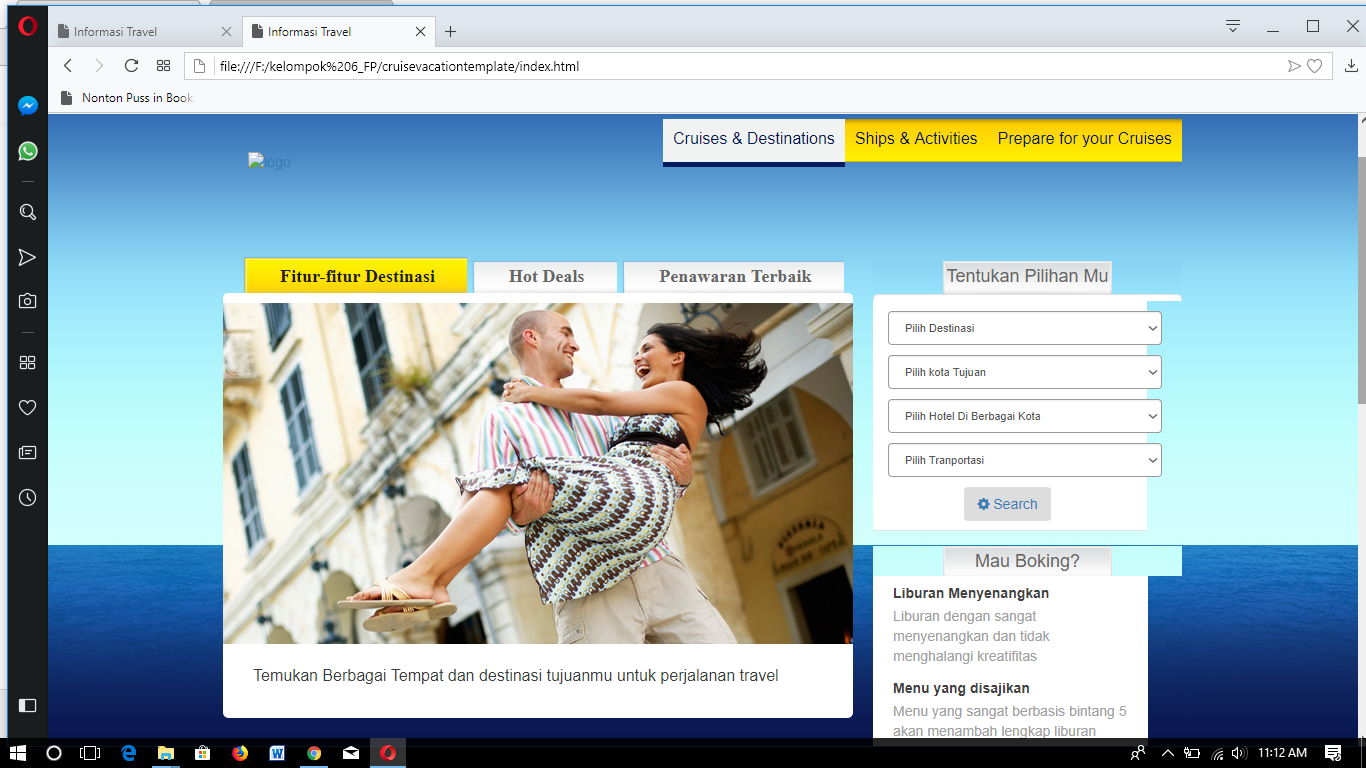 Informasi Travel
Informasi Travel
file:///F:/kelompok%206_FP/cruisevacationtemplate/index.html
Nonton Puss in Book
logo
Cruises & Destinations
Ships & Activities
Prepare for your Cruises
Fitur-fitur Destinasi
Hot Deals
Penawaran Terbaik
Temukan Berbagai Tempat dan destinasi tujuanmu untuk perjalanan travel
Tentukan Pilihan Mu
Pilih Destinasi
Pilih kota Tujuan
Pilih Hotel Di Berbagai Kota
Pilih Tranportasi
Search
Mau Boking?
Liburan Menyenangkan
Liburan dengan sangat
menyenangkan dan tidak
menghalangi kreatifitas
Menu yang disajikan
Menu yang sangat berbasis bintang 5
akan menambah lengkap liburan
11:12 AM